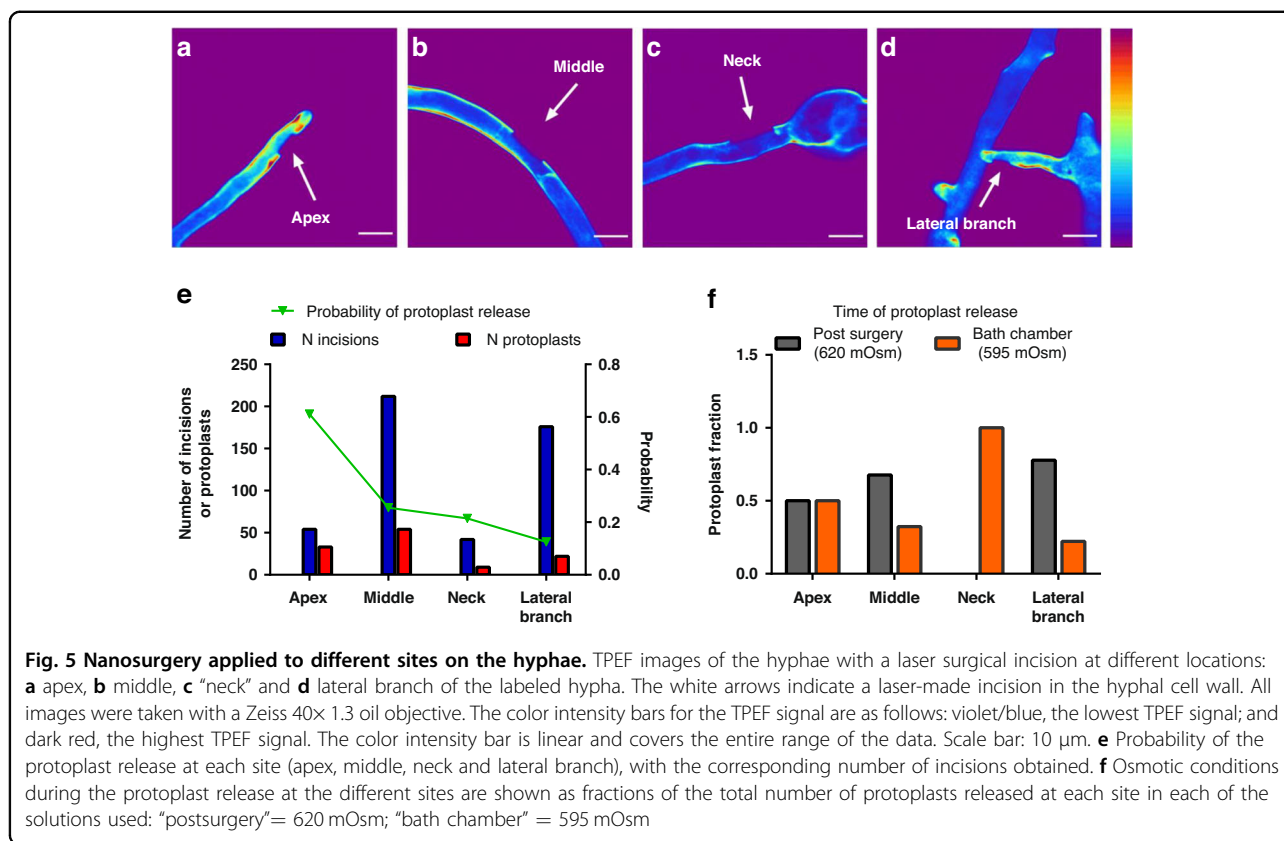 a
b
c
d
Middle
Neck
Apex
Lateral branch
e
Probability of protoplast release
N incisions
N protoplasts
Number of incisions
or protoplasts
250
200
150
100
50
0
0.8
0.6
0.4
0.2
0.0
Probability
Apex
Middle
Neck
Lateral
branch
f
Time of protoplast release
Post surgery
(620 mOsm)
Bath chamber
(595 mOsm)
Protoplast fraction
1.5
1.0
0.5
0.0
Apex
Middle
Neck
Lateral
branch
Fig. 5 Nanosurgery applied to different sites on the hyphae. TPEF images of the hyphae with a laser surgical incision at different locations:
a apex, b middle, c “neck” and d lateral branch of the labeled hypha. The white arrows indicate a laser-made incision in the hyphal cell wall. All
images were taken with a Zeiss 40× 1.3 oil objective. The color intensity bars for the TPEF signal are as follows: violet/blue, the lowest TPEF signal; and
dark red, the highest TPEF signal. The color intensity bar is linear and covers the entire range of the data. Scale bar: 10 µm. e Probability of the
protoplast release at each site (apex, middle, neck and lateral branch), with the corresponding number of incisions obtained. f Osmotic conditions
during the protoplast release at the different sites are shown as fractions of the total number of protoplasts released at each site in each of the
solutions used: “postsurgery”= 620 mOsm; “bath chamber” = 595 mOsm